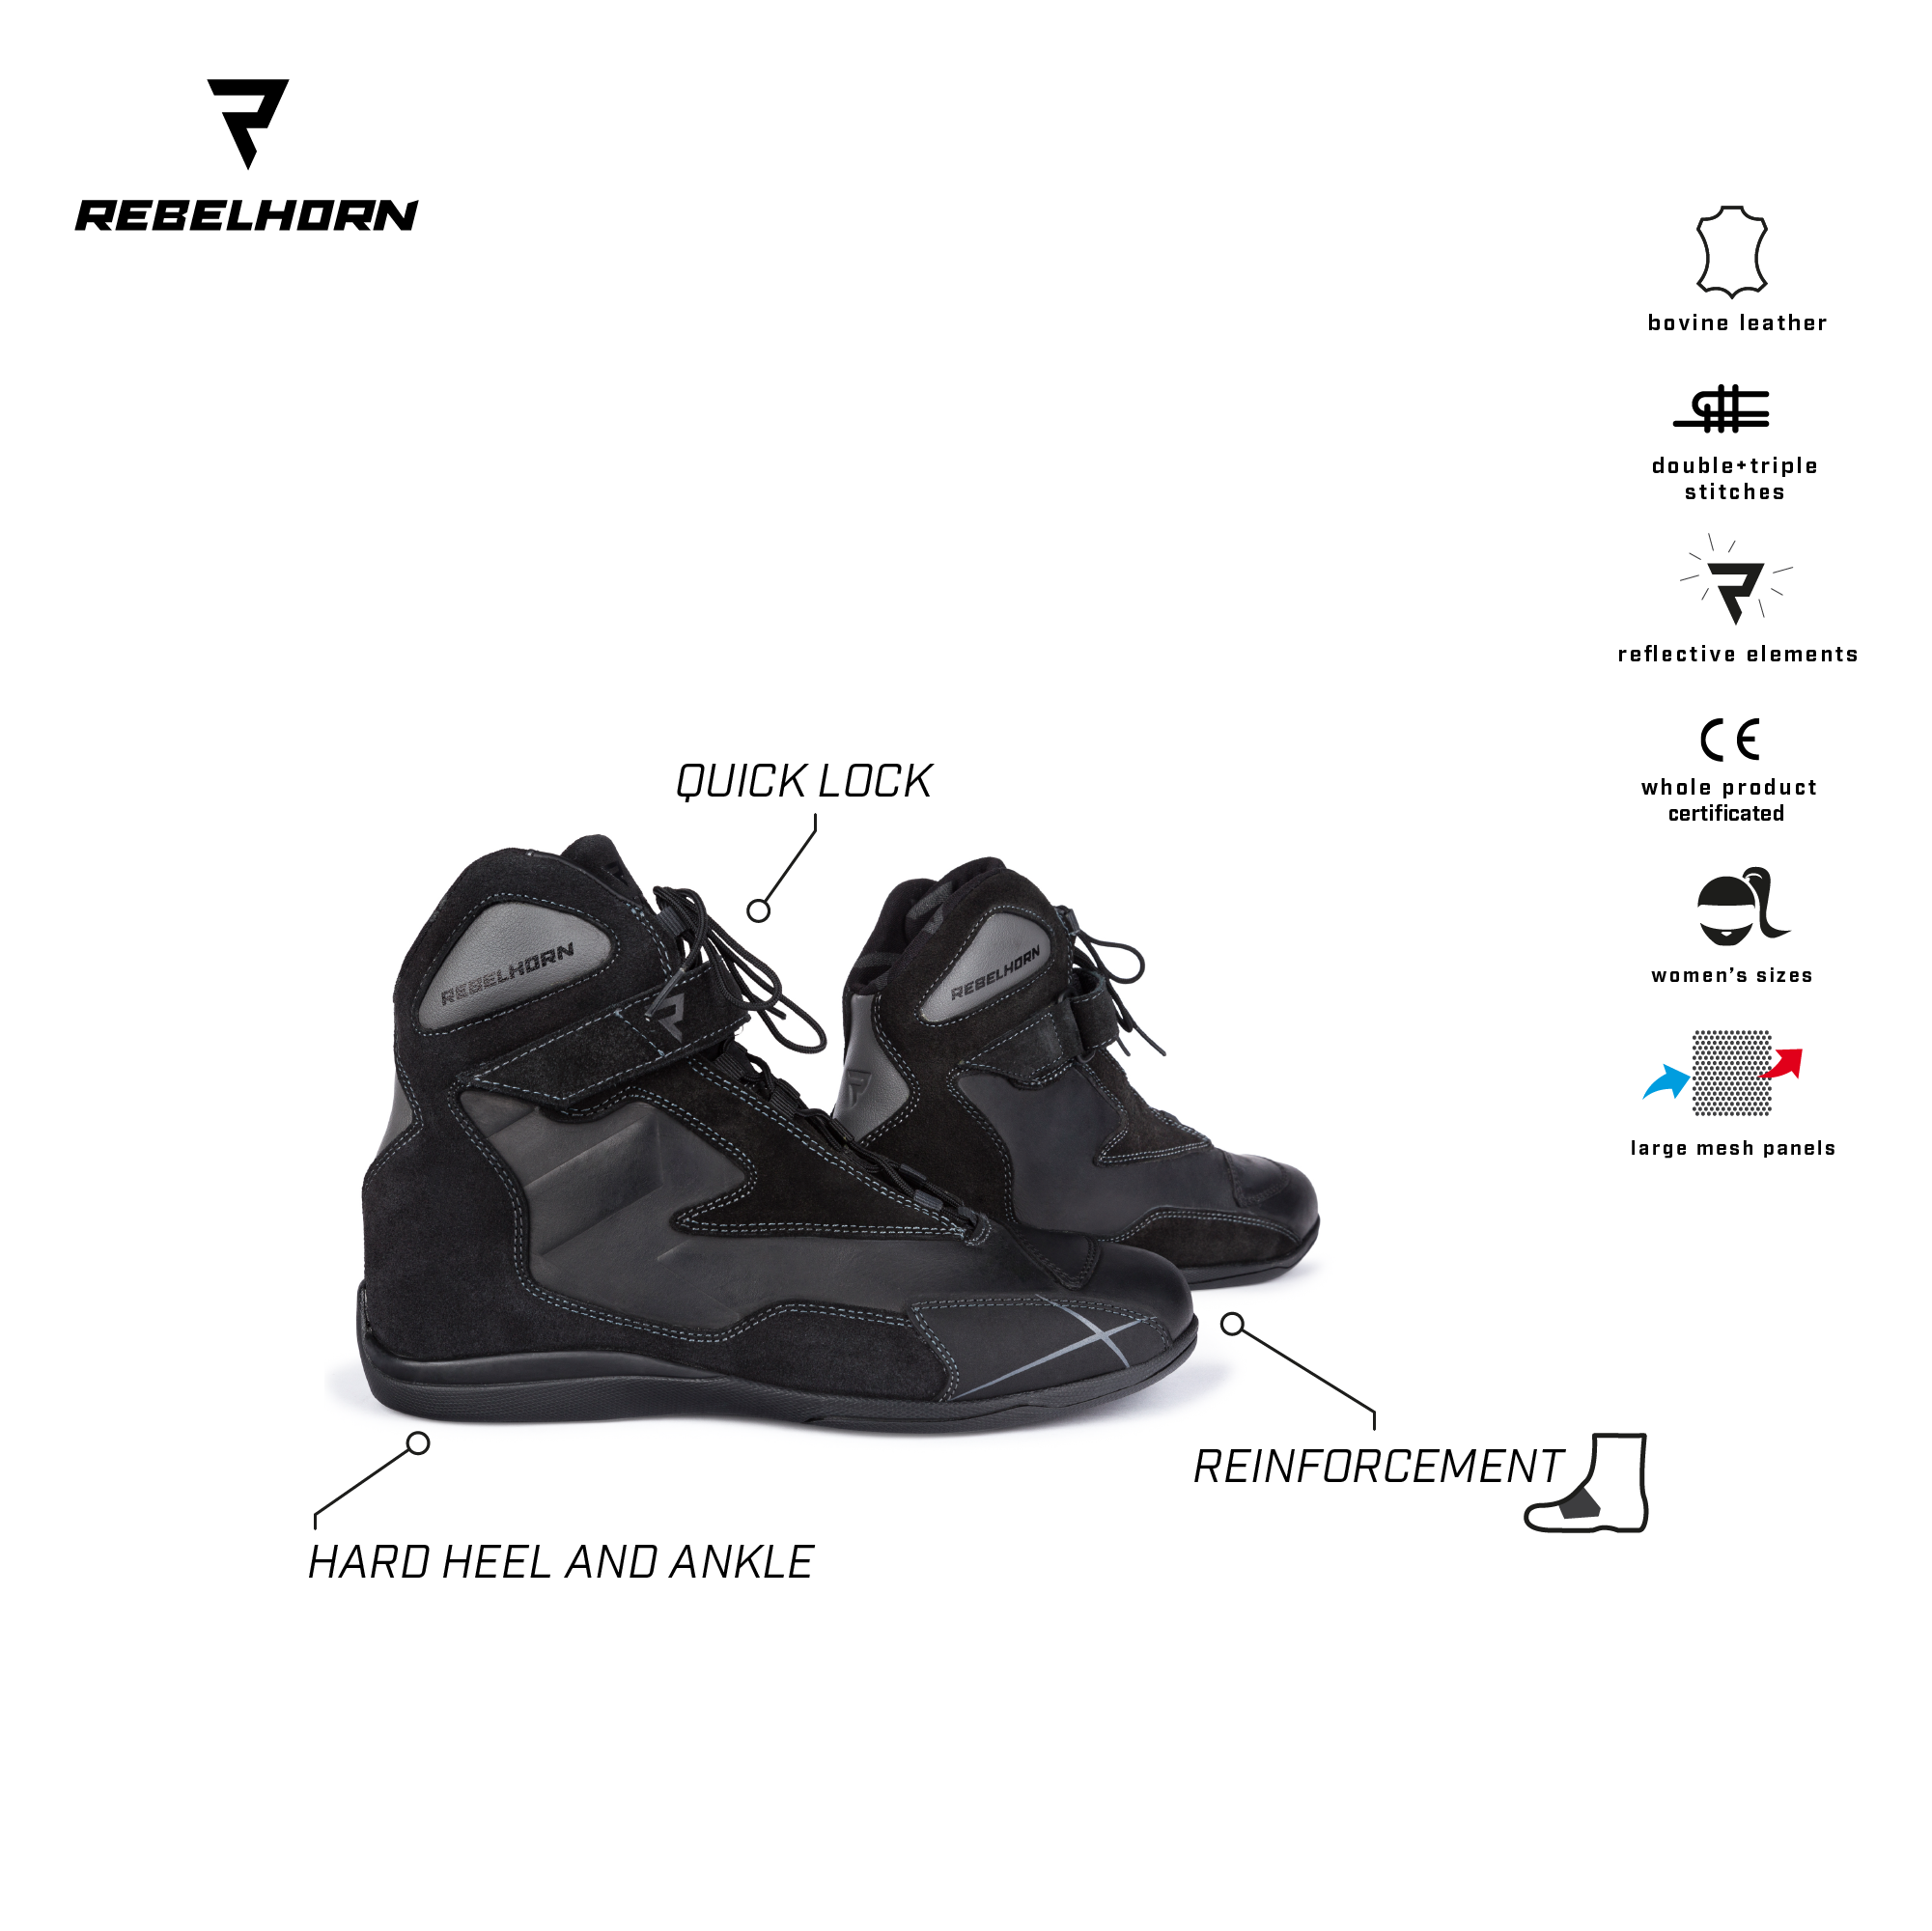 REBELHORN
bovine leather
double+triple
stitches
reflective elements
CE
whole product
certificated
women's sizes
large mesh panels
QUICK LOCK
REBELHORN
REBELHORN
REINFORCEMENT
HARD HEEL AND ANKLE